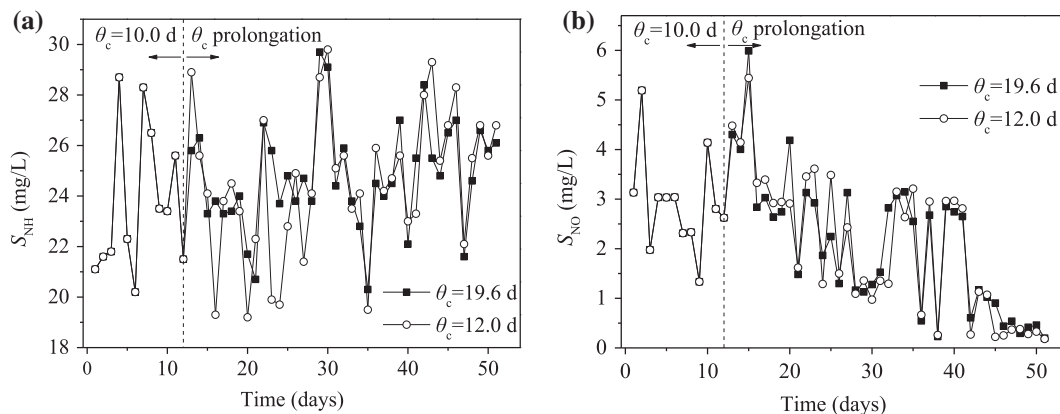 (a)
θc=10.0 d
θc prolongation
30
28
26
24
22
20
18
SNH (mg/L)
θc=19.6 d
θc=12.0 d
0
10
20
30
40
50
Time (days)
(b)
θc=10.0 d
θc prolongation
6
5
4
3
2
1
0
SNO (mg/L)
θc=19.6 d
θc=12.0 d
0
10
20
30
40
50
Time (days)